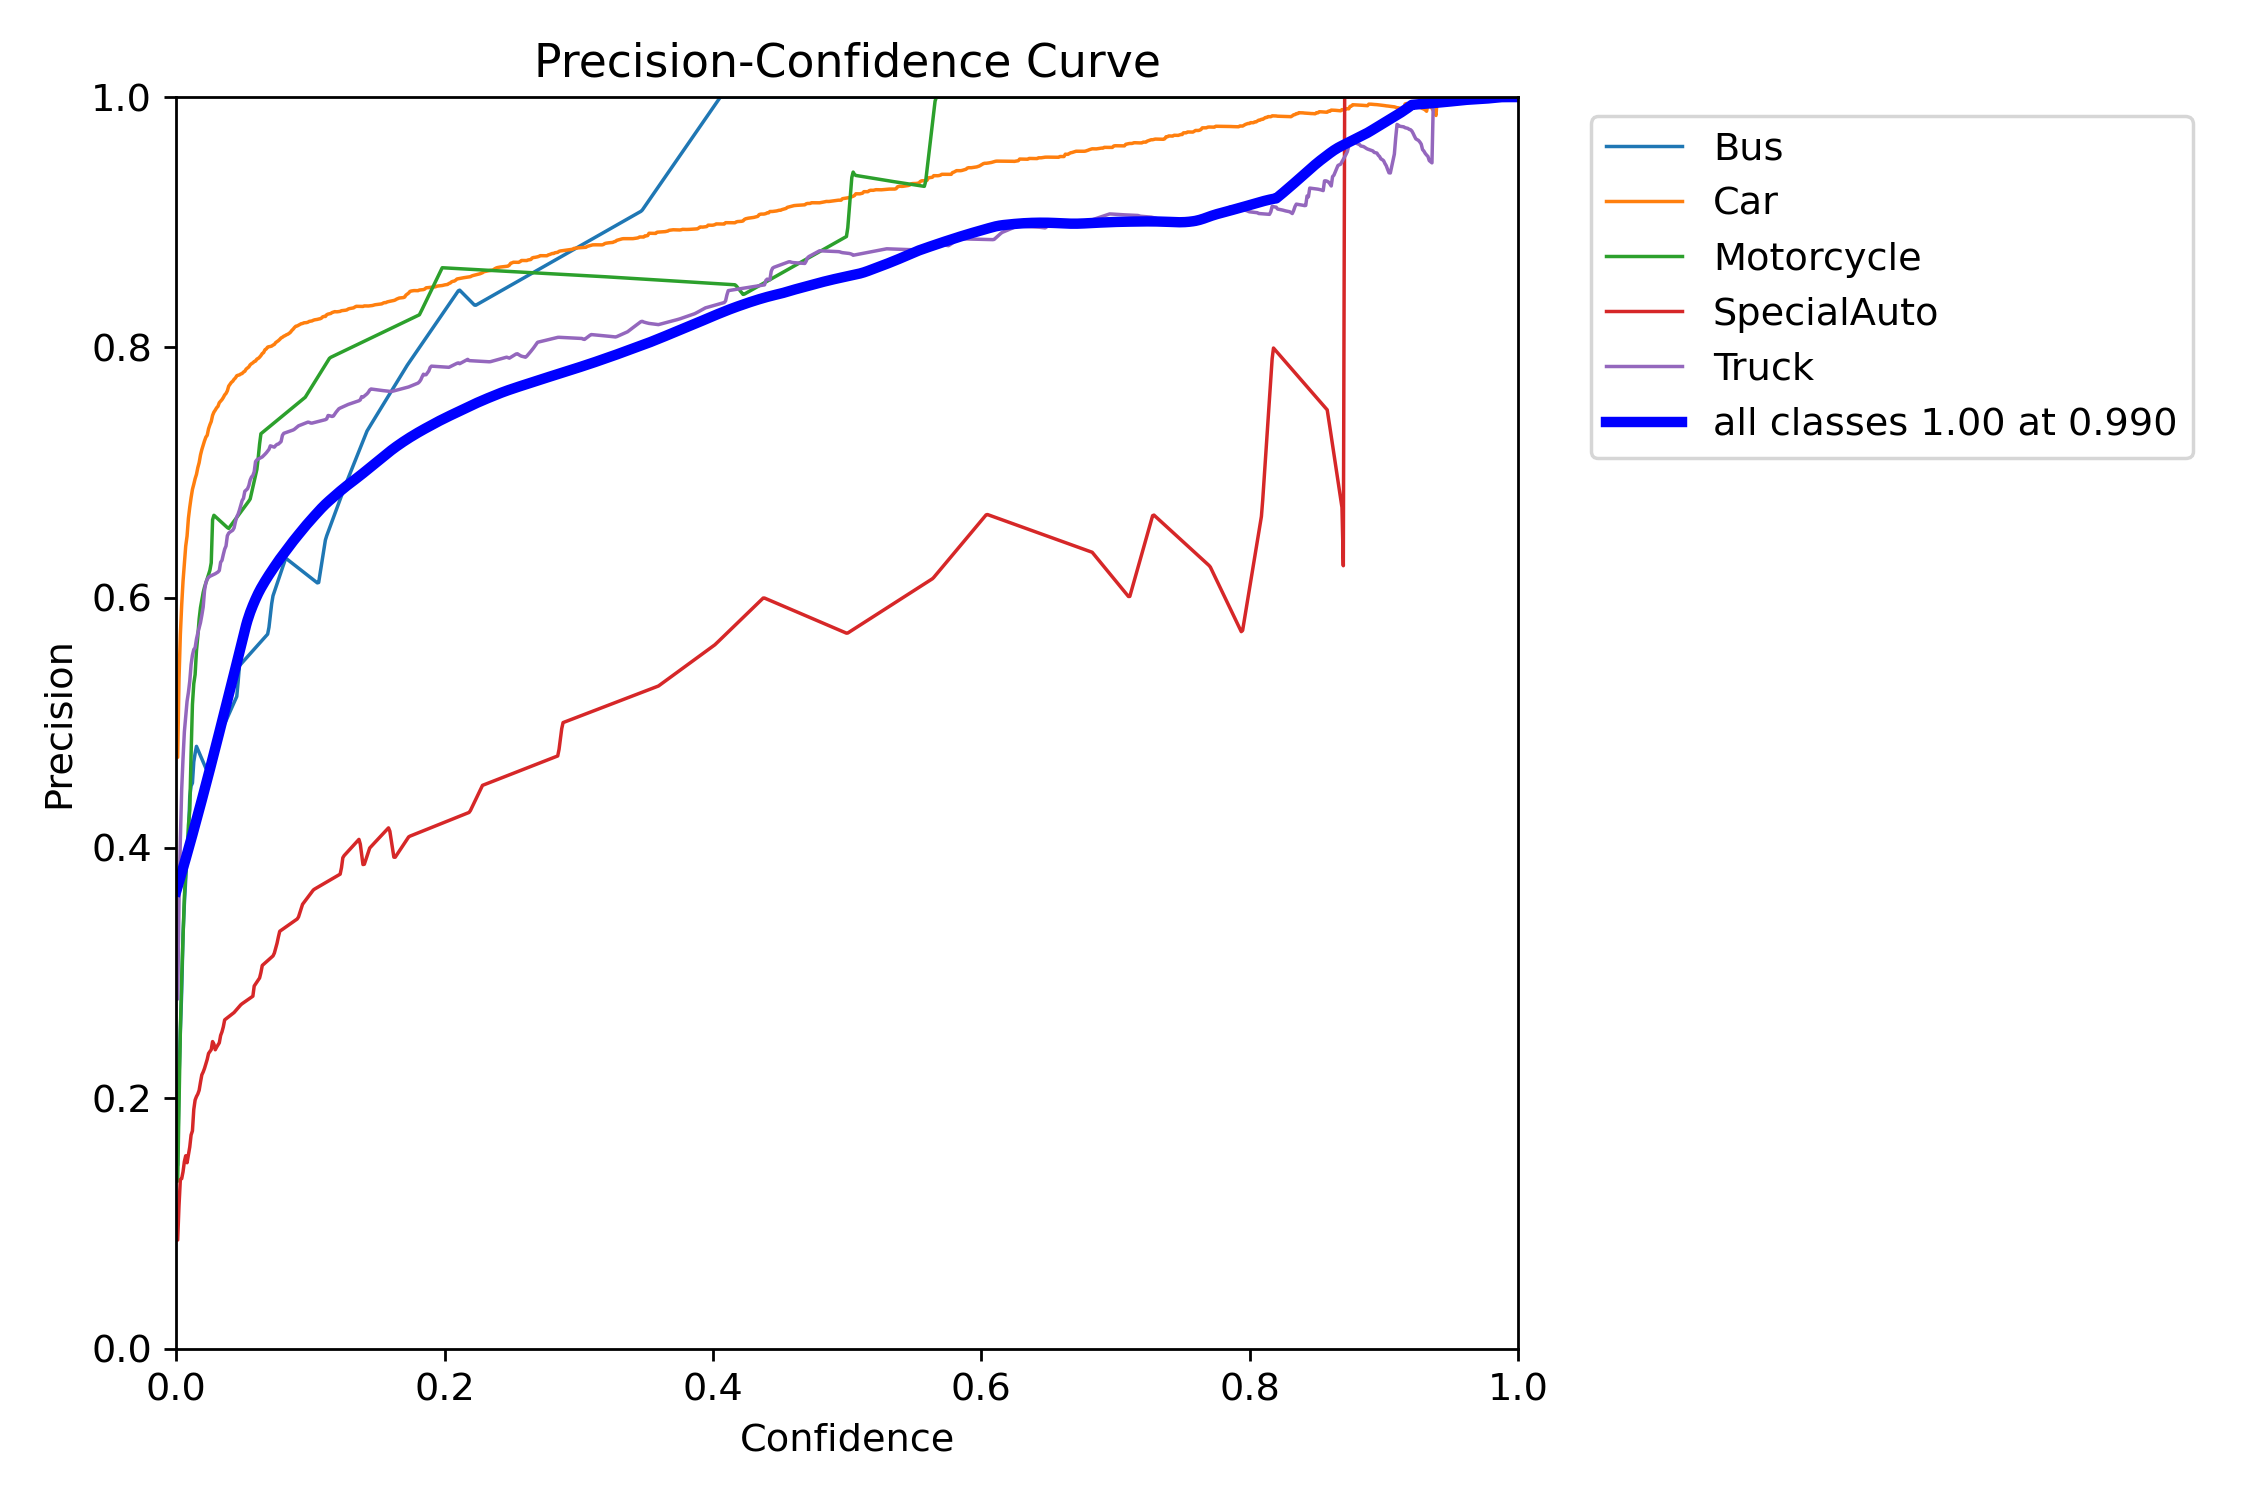 Precision-Confidence Curve
1.0
0.8
0.6
0.4
0.2
0.0
Precision
0.0 0.2 0.4 0.6 0.8 1.0
Confidence
Bus
Car
Motorcycle
SpecialAuto
Truck
all classes 1.00 at 0.990